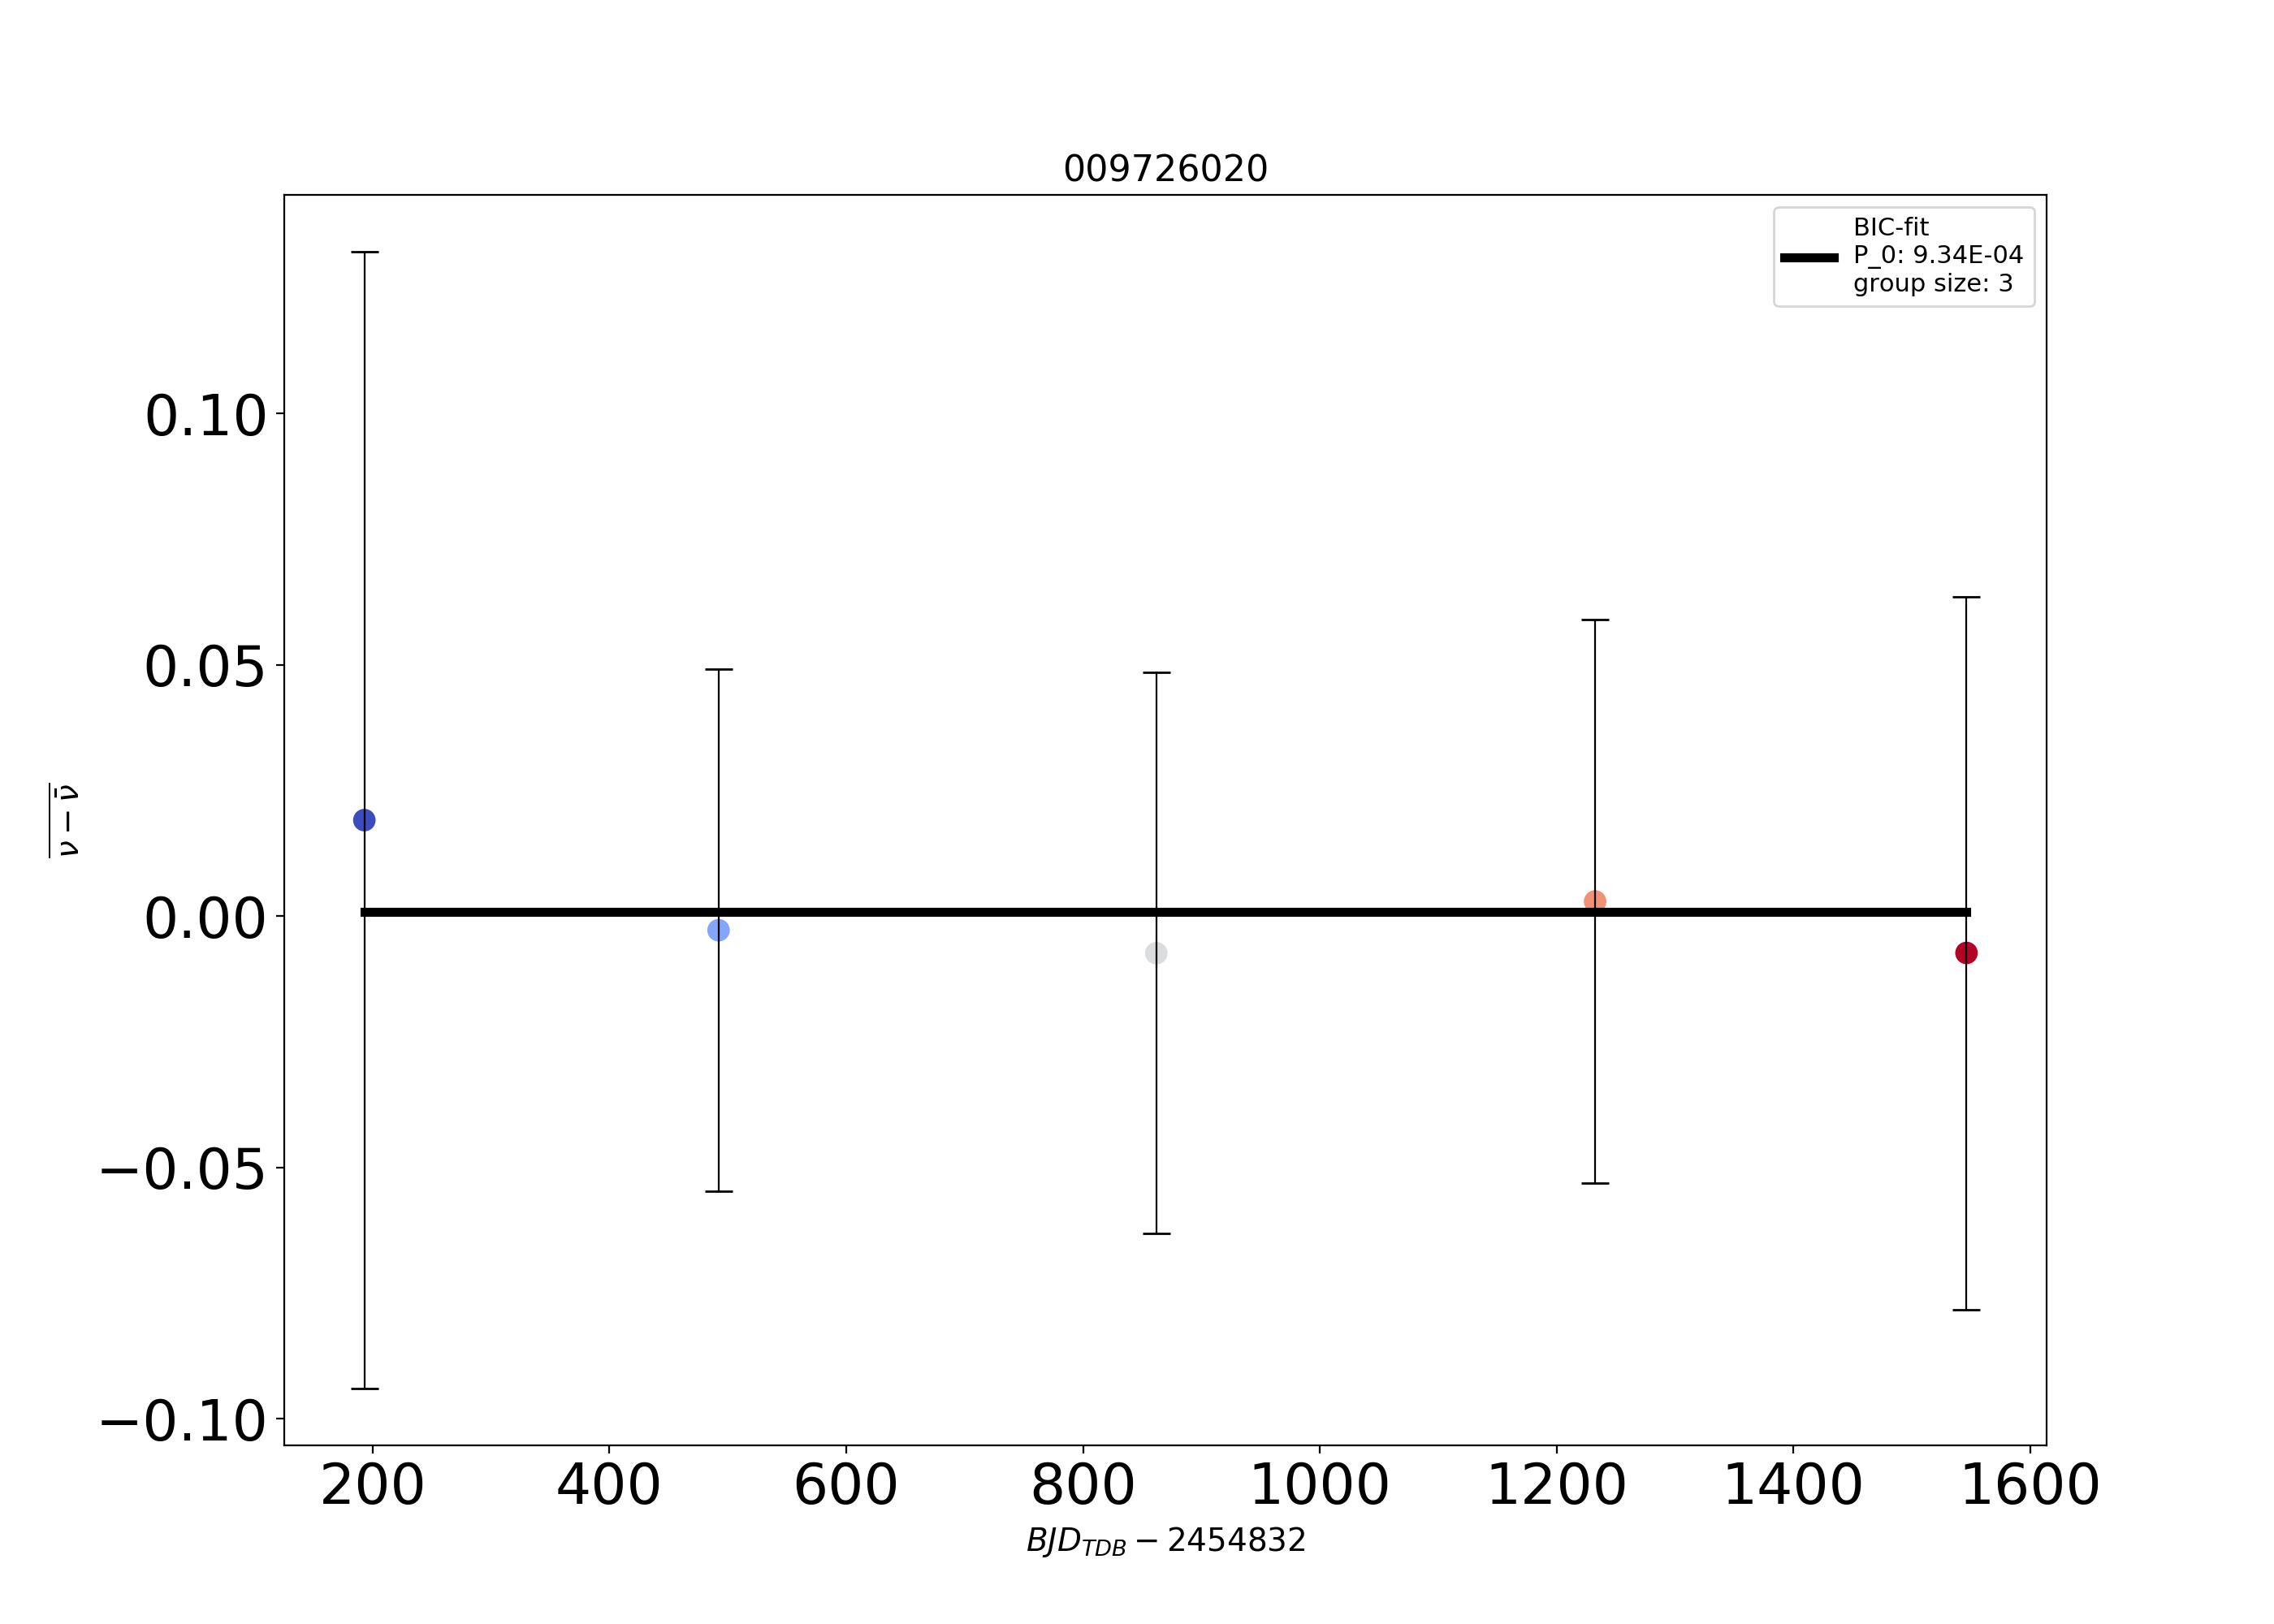 009726020
BIC-fit
P_0: 9.34E-04
group size: 3
0.10
0.05
0.00
−0.05
−0.10
ν − ν̄
200 400 600 800 1000 1200 1400 1600
BJD_TDB − 2454832